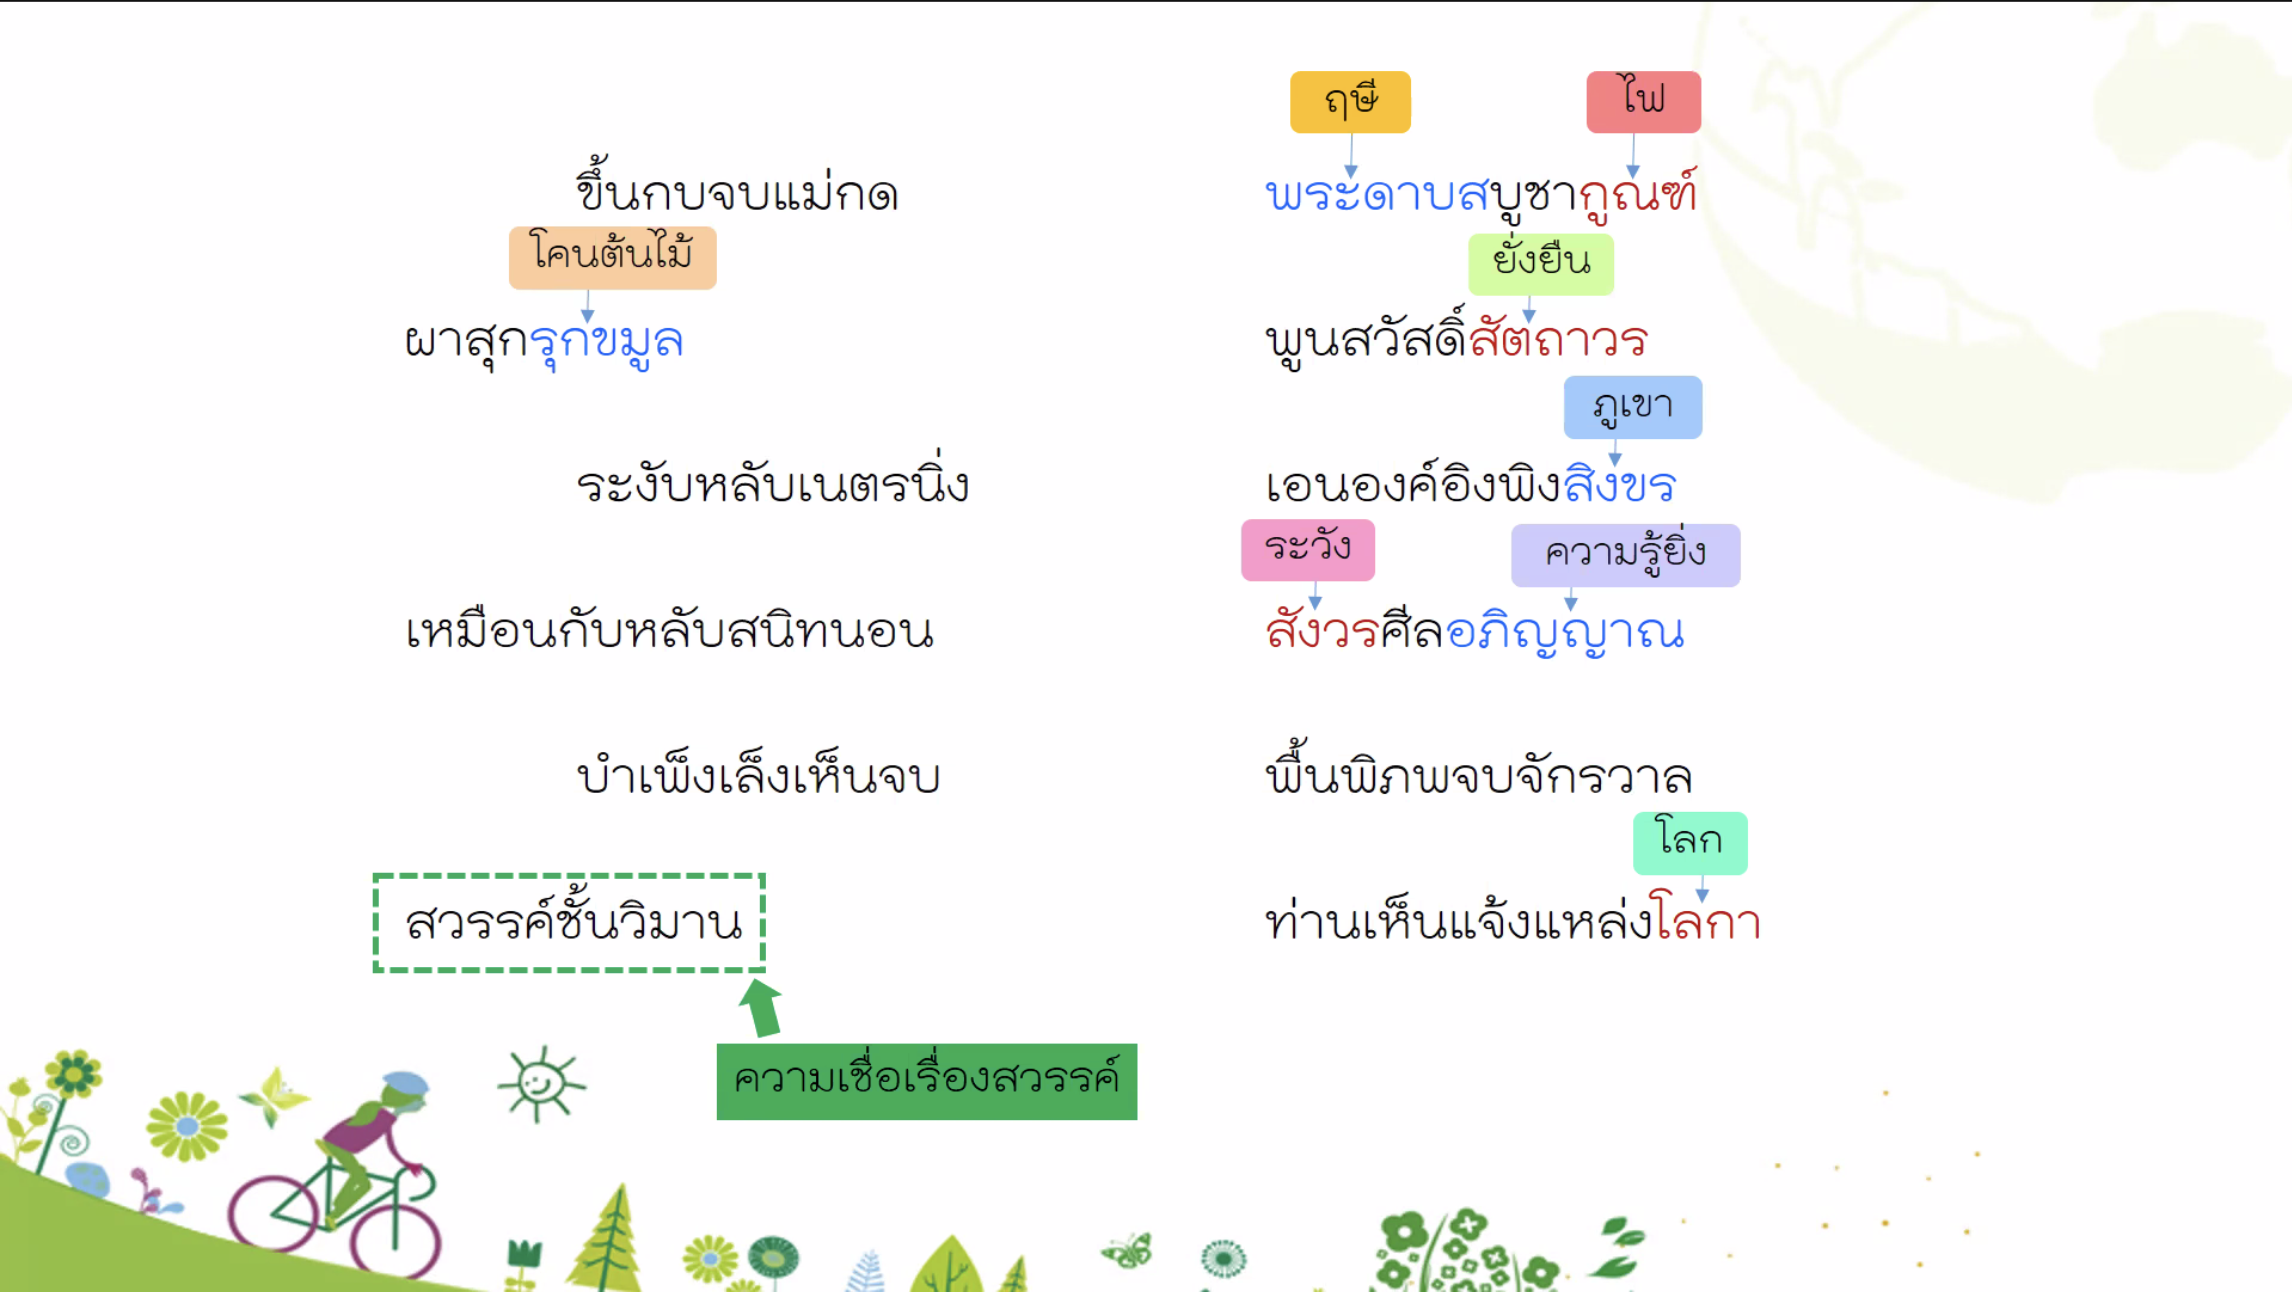 ฤษี ไฟ
ขึ้นกบจบแม่กด พระดาบสบูชากูณฑ์
โคนต้นไม้ ยั่งยืน
ผาสุกรุกขมูล พูนสวัสดิ์สัตถาวร
ภูเขา
ระงับหลับเนตรนิ่ง เอนองค์อิงพิงสิงขร
ระวัง ความรู้ยิ่ง
เหมือนกับหลับสนิทนอน สังวรศีลอภิญญาณ
บำเพ็งเล็งเห็นจบ พื้นพิภพจบจักรวาล
โลก
สวรรค์ชั้นวิมาน ท่านเห็นแจ้งแหล่งโลกา
ความเชื่อเรื่องสวรรค์